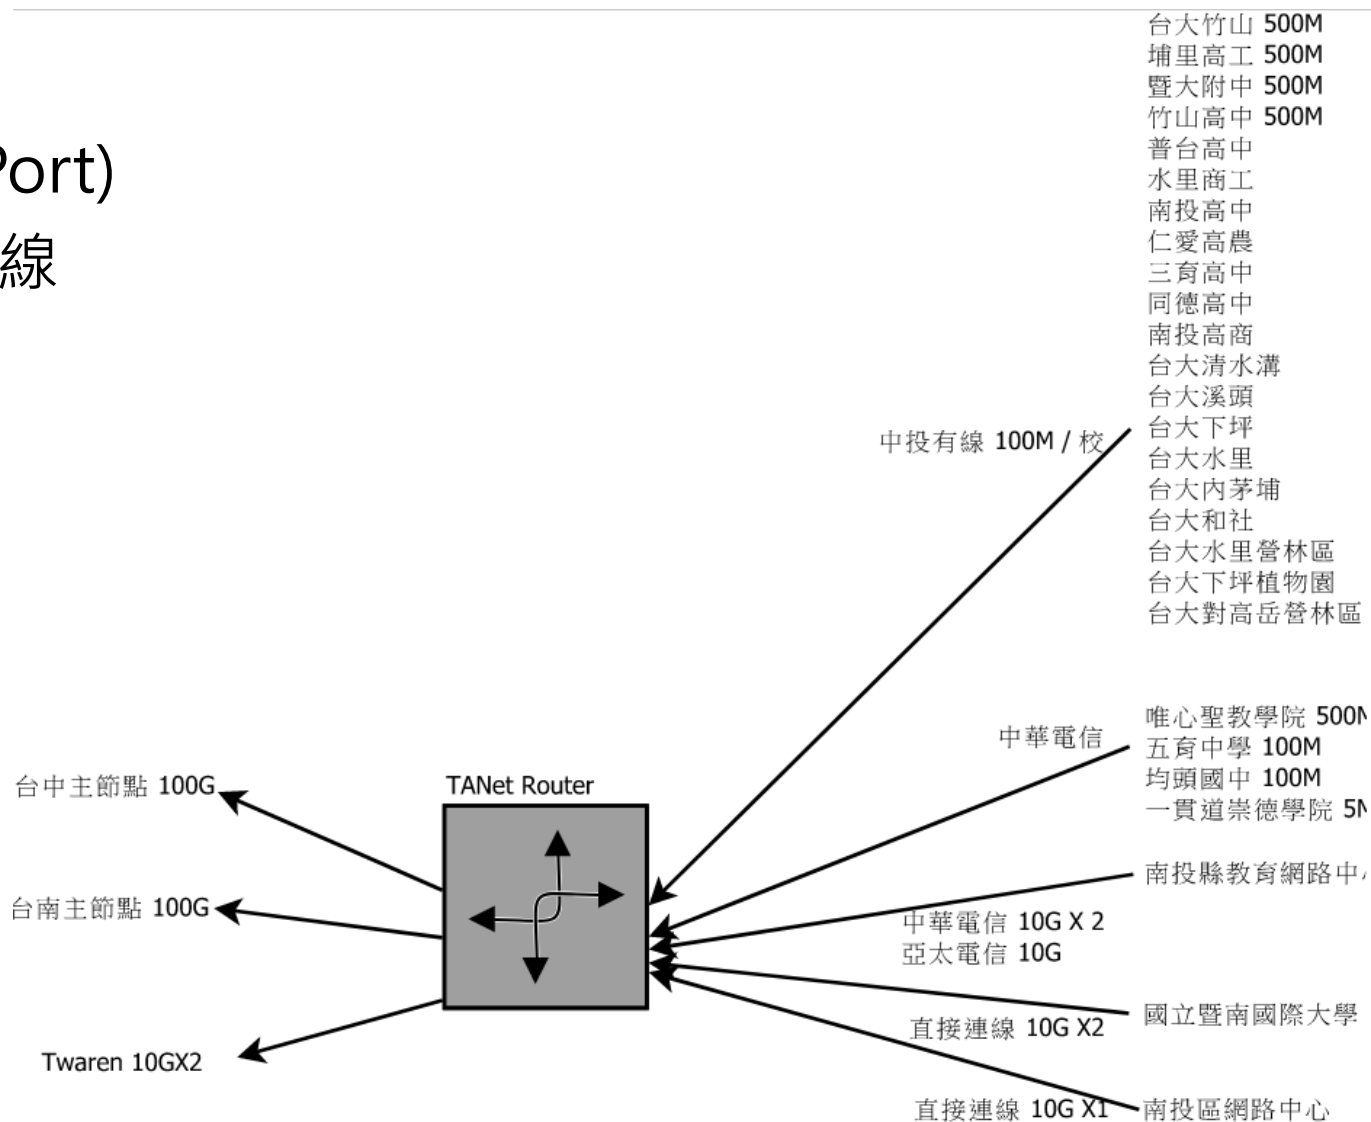 Port)
線
台大竹山 500M
埔里高工 500M
暨大附中 500M
竹山高中 500M
普台高中
水里商工
南投高中
仁愛高農
三育高中
同德高中
南投高商
台大清水溝
台大溪頭
台大下坪
台大水里
台大內茅埔
台大和社
台大水里營林區
台大下坪植物園
台大對高岳營林區
中投有線 100M / 校
中華電信
唯心聖教學院 500M
五育中學 100M
均頭國中 100M
一貫道崇德學院 5
TANet Router
台中主節點 100G
台南主節點 100G
Twaren 10GX2
南投縣教育網路中
中華電信 10G X 2
亞太電信 10G
國立暨南國際大學
直接連線 10G X2
直接連線 10G X1
南投區網路中心